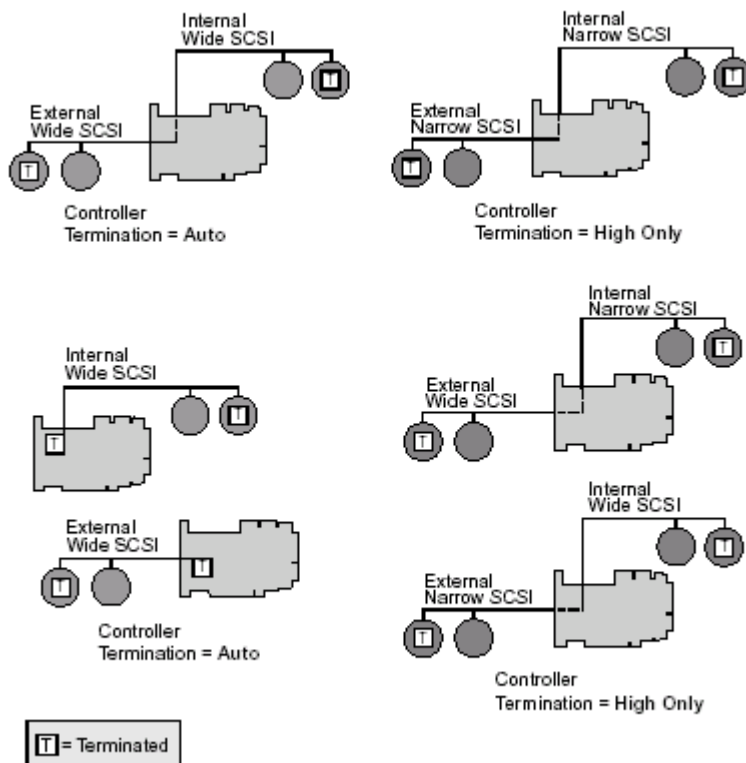 Internal
Wide SCSI
T
External
Wide SCSI
T
Controller
Termination = Auto
Internal
Narrow SCSI
T
External
Narrow SCSI
T
Controller
Termination = High Only
Internal
Wide SCSI
T
T
External
Wide SCSI
T
T
Controller
Termination = Auto
Internal
Narrow SCSI
T
External
Wide SCSI
T
Internal
Wide SCSI
T
External
Narrow SCSI
T
Controller
Termination = High Only
T = Terminated